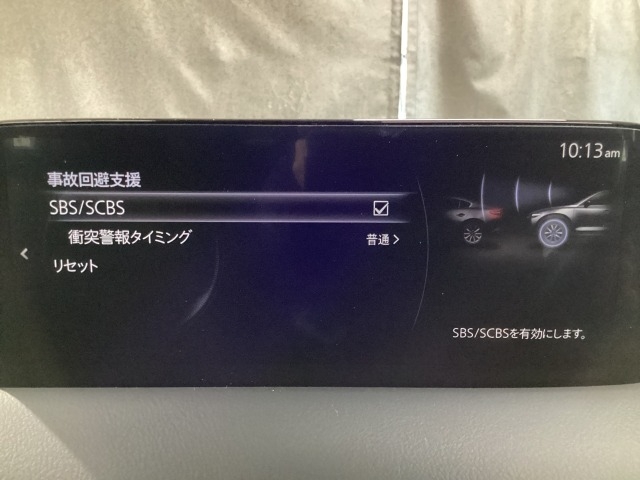 10:13am
事故回避支援
SBS/SCBS
衝突警報タイミング 普通
リセット
SBS/SCBSを有効にします。